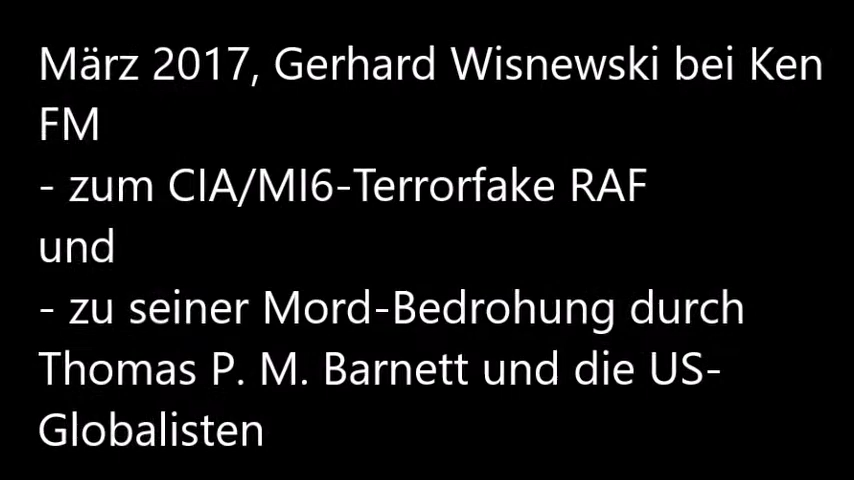 März 2017, Gerhard Wisnewski bei Ken
FM
- zum CIA/MI6-Terrorfake RAF
und
- zu seiner Mord-Bedrohung durch
Thomas P. M. Barnett und die US-
Globalisten